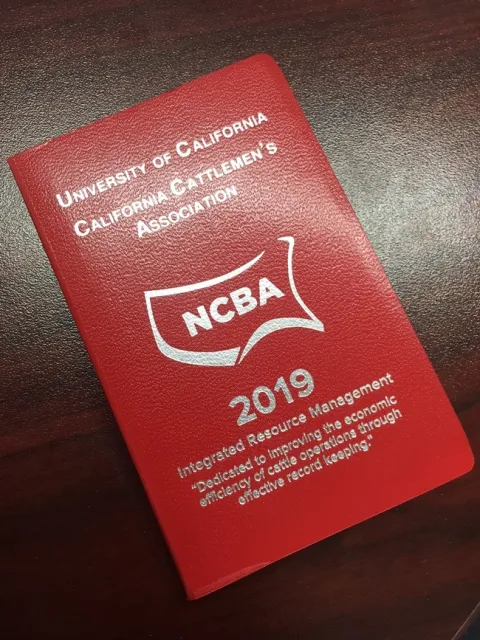 University of California
California Cattlemen's
Association
NCBA
2019
Integrated Resource Management
"Dedicated to improving the economic
efficiency of cattle operations through
effective record keeping."